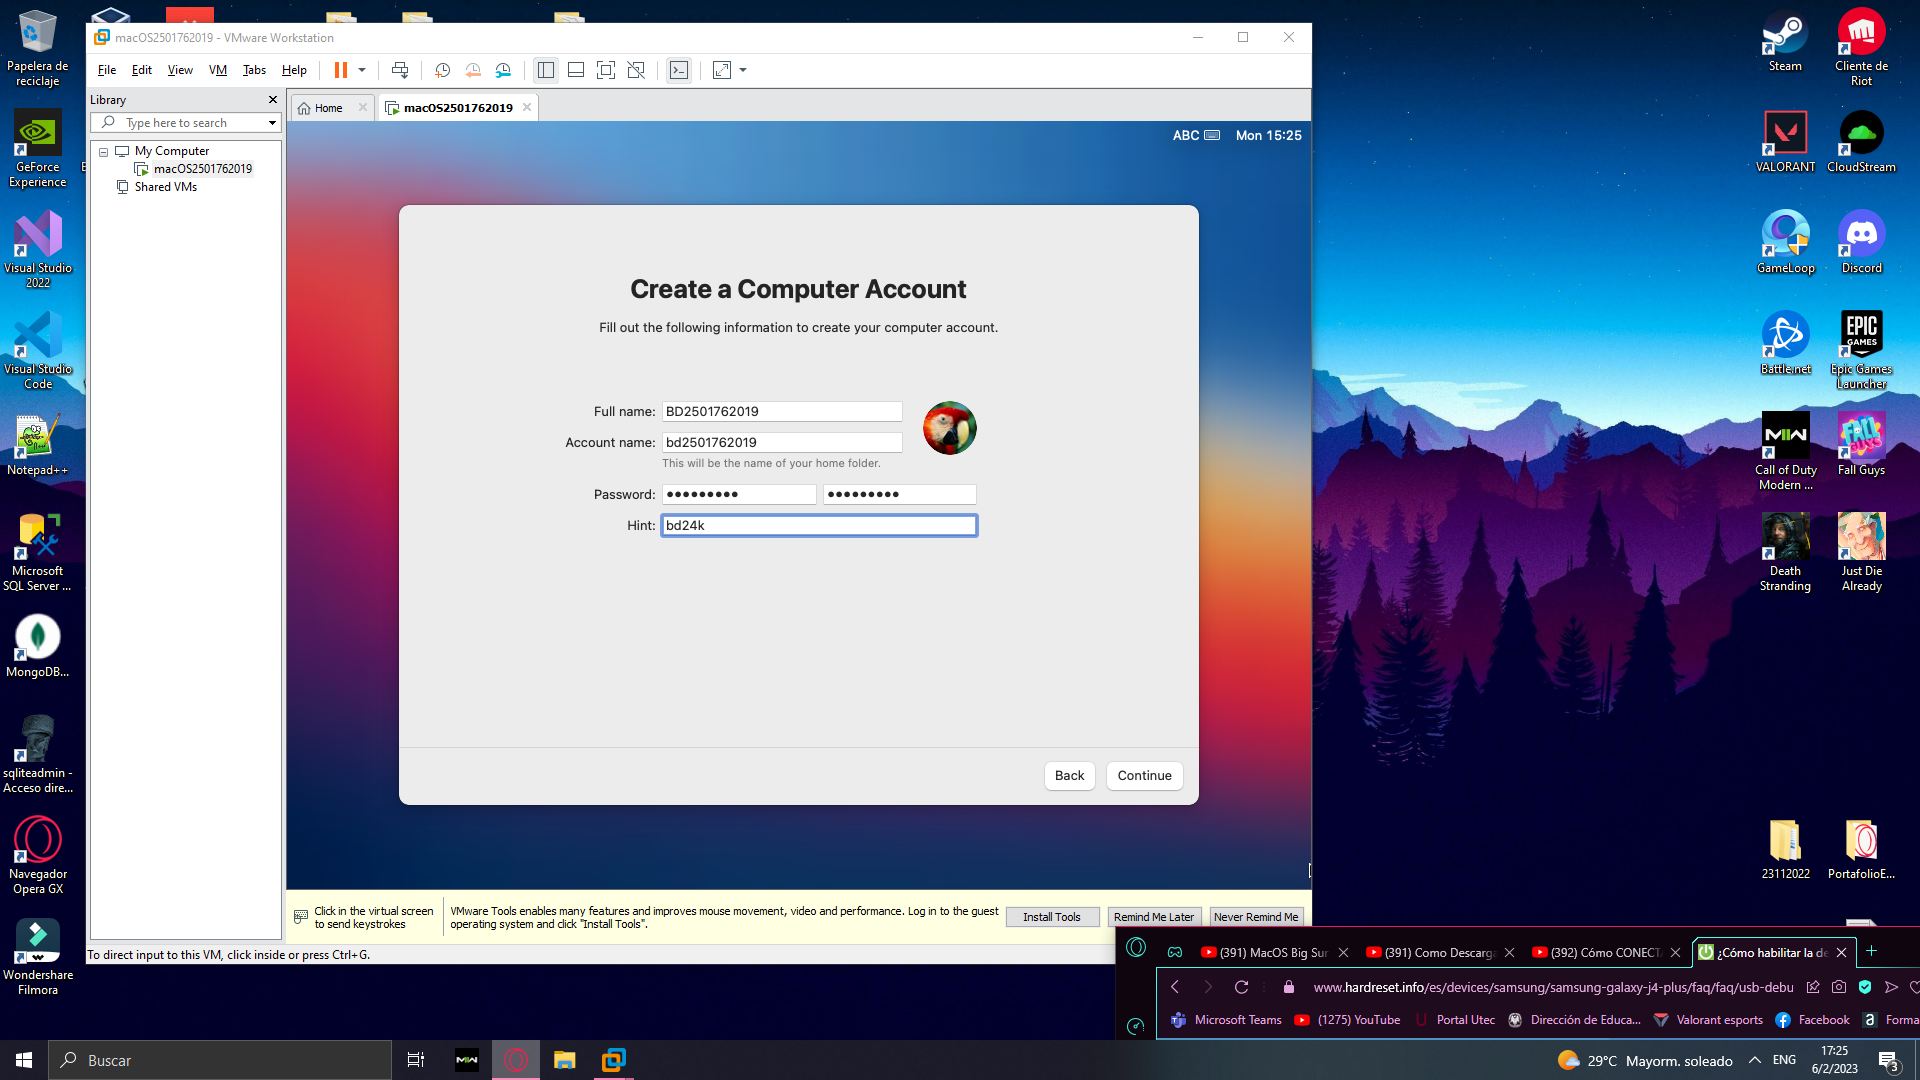 macOS2501762019 - VMware Workstation
File Edit View VM Tabs Help
Library
Type here to search
My Computer
macOS2501762019
Shared VMs
Home
macOS2501762019
ABC Mon 15:25
Create a Computer Account
Fill out the following information to create your computer account.
Full name: BD2501762019
Account name: bd2501762019
This will be the name of your home folder.
Password: ●●●●●●●●● ●●●●●●●●●
Hint: bd24k
Back Continue
Click in the virtual screen
to send keystrokes
VMware Tools enables many features and improves mouse movement, video and performance. Log in to the guest
operating system and click "Install Tools".
Install Tools Remind Me Later Never Remind Me
To direct input to this VM, click inside or press Ctrl+G.
Papelera de
reciclaje
GeForce
Experience
Visual Studio
2022
Visual Studio
Code
Notepad++
Microsoft
SQL Server ...
MongoDB...
sqliteadmin -
Acceso dire...
Navegador
Opera GX
Wondershare
Filmora
Steam
Cliente de
Riot
VALORANT
CloudStream
GameLoop
Discord
Battle.net
EPIC
GAMES
Epic Games
Launcher
MW
Call of Duty
Modern ...
FALL
GUYS
Fall Guys
Death
Stranding
Just Die
Already
23112022
PortafolioE...
(391) MacOS Big Sur
(391) Como Descarga
(392) Cómo CONECTA
¿Cómo habilitar la de
www.hardreset.info/es/devices/samsung/samsung-galaxy-j4-plus/faq/faq/usb-debu
Microsoft Teams (1275) YouTube Portal Utec Dirección de Educa... Valorant esports Facebook Forma
Buscar
MW
29°C Mayorm. soleado
ENG
17:25
6/2/2023
3